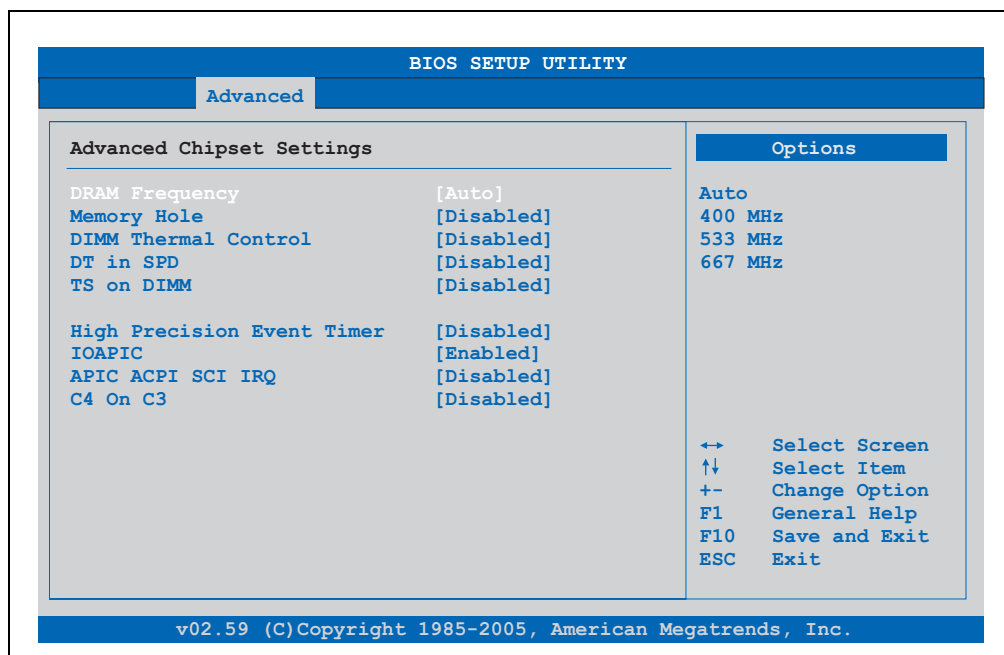 BIOS SETUP UTILITY
Advanced
Advanced Chipset Settings
DRAM Frequency [Auto]
Memory Hole [Disabled]
DIMM Thermal Control [Disabled]
DT in SPD [Disabled]
TS on DIMM [Disabled]
High Precision Event Timer [Disabled]
IOAPIC [Enabled]
APIC ACPI SCI IRQ [Disabled]
C4 On C3 [Disabled]
Options
Auto
400 MHz
533 MHz
667 MHz
↔ Select Screen
↑↓ Select Item
+- Change Option
F1 General Help
F10 Save and Exit
ESC Exit
v02.59 (C)Copyright 1985-2005, American Megatrends, Inc.